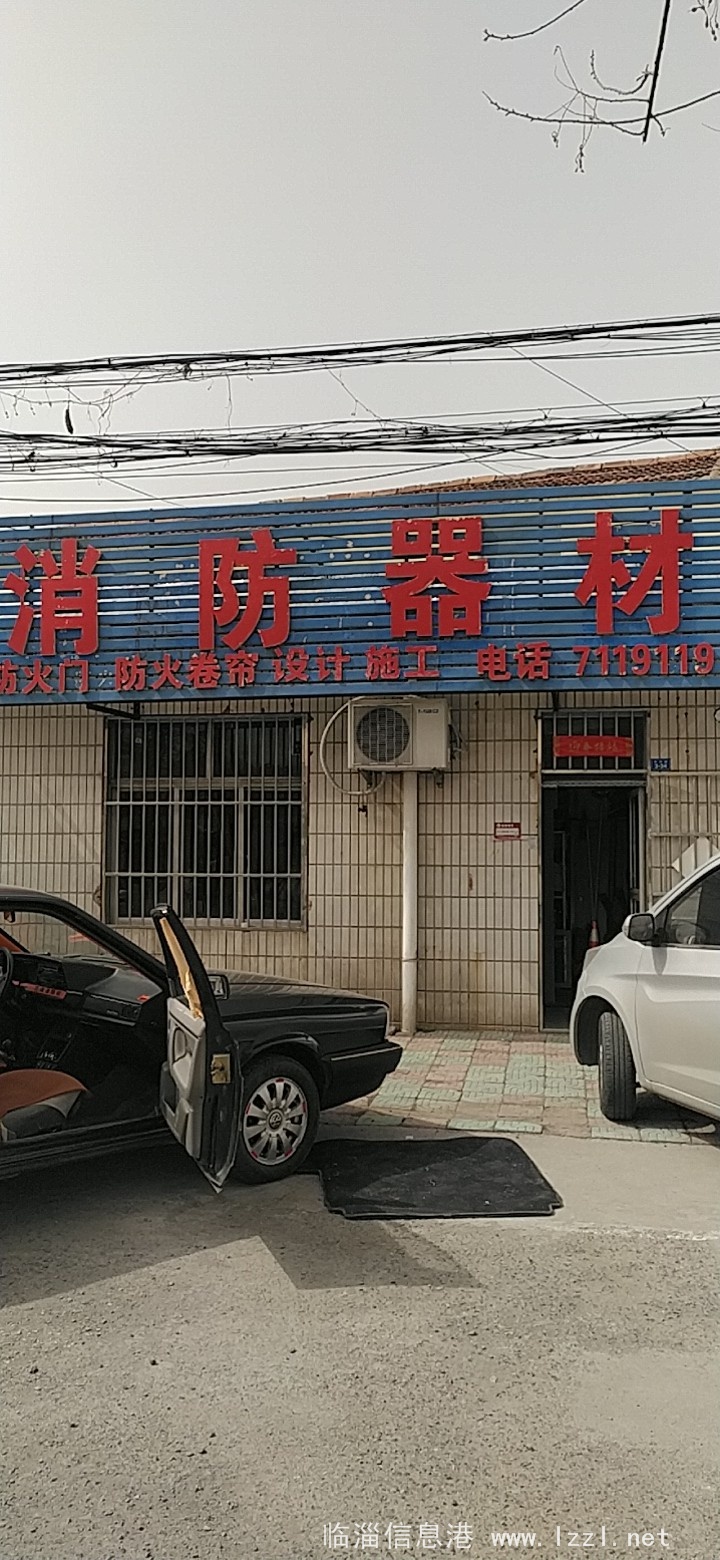 消防器材
防火门 防火卷帘 设计 施工 电话 7119119
临淄信息港 www.lzzl.net